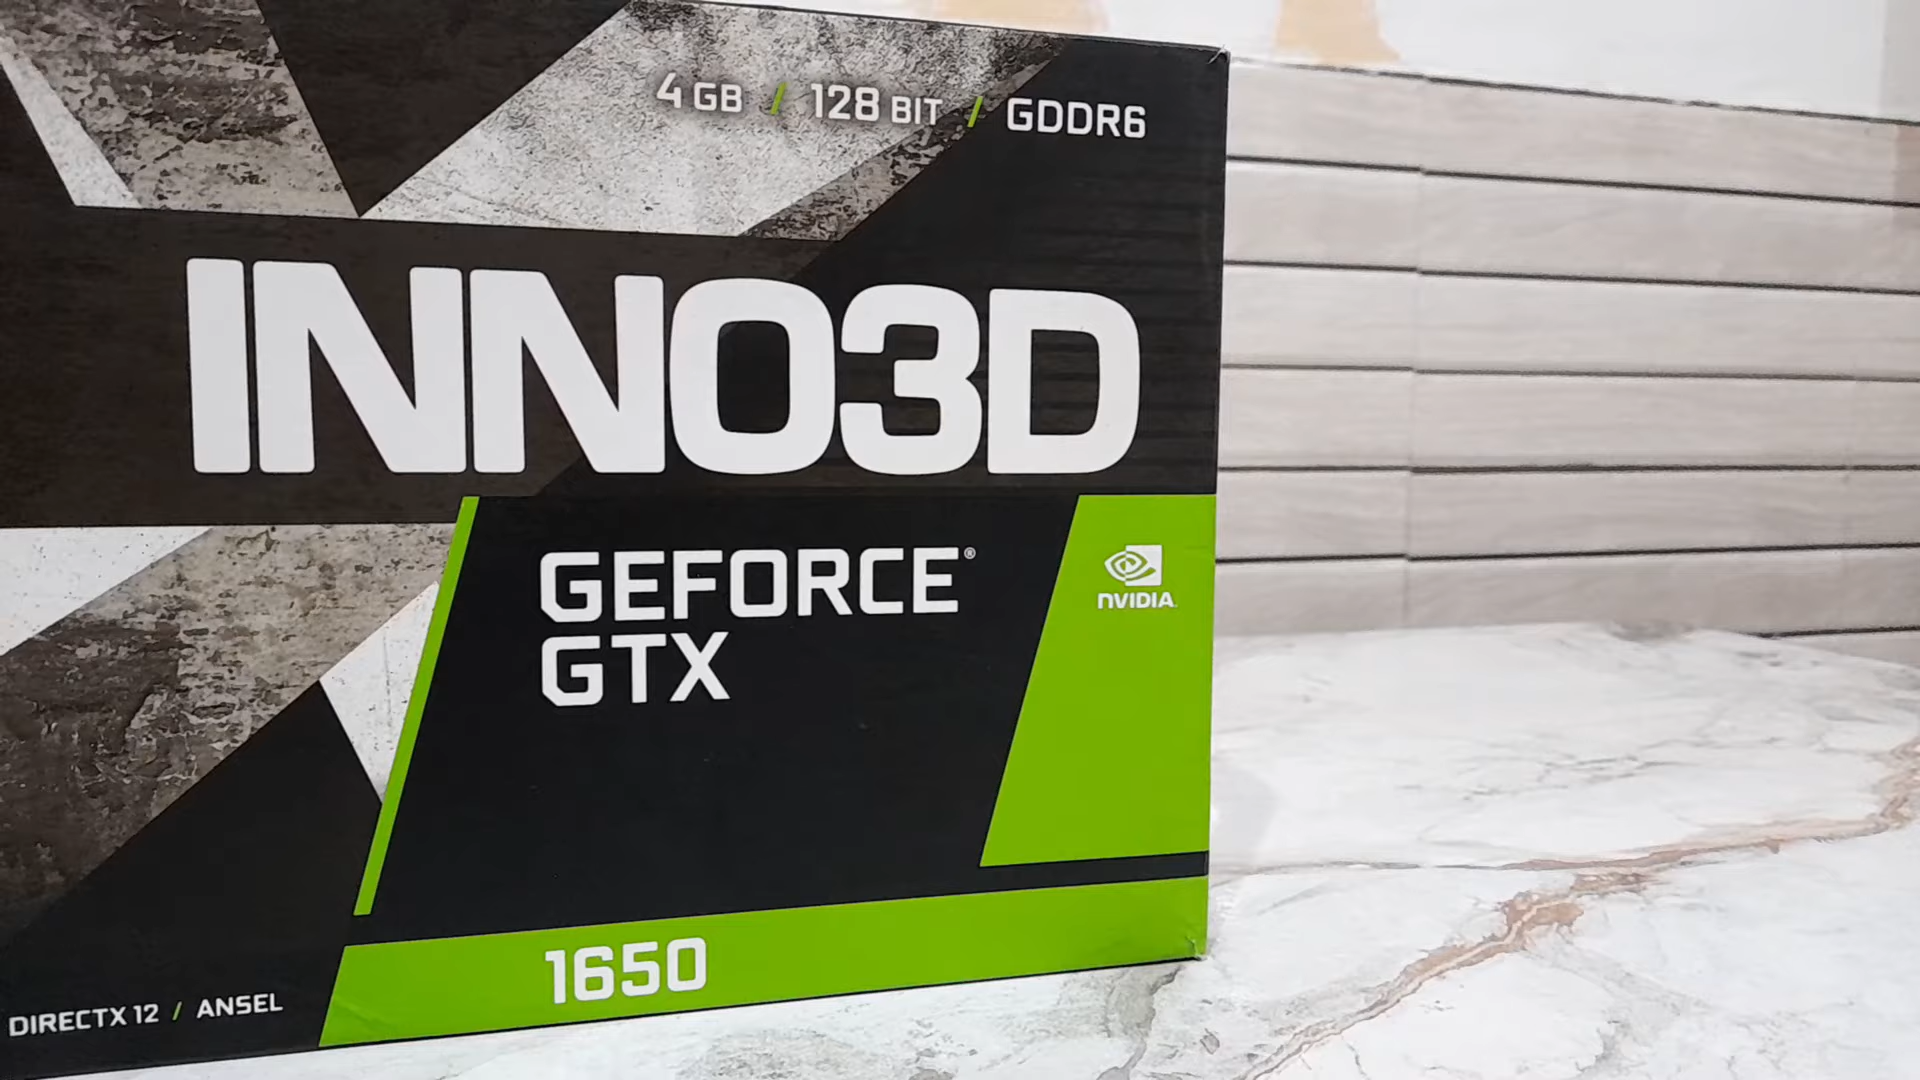 4 GB / 128 BIT / GDDR6
INNO3D
GEFORCE®
GTX
NVIDIA
1650
DIRECTX 12 / ANSEL